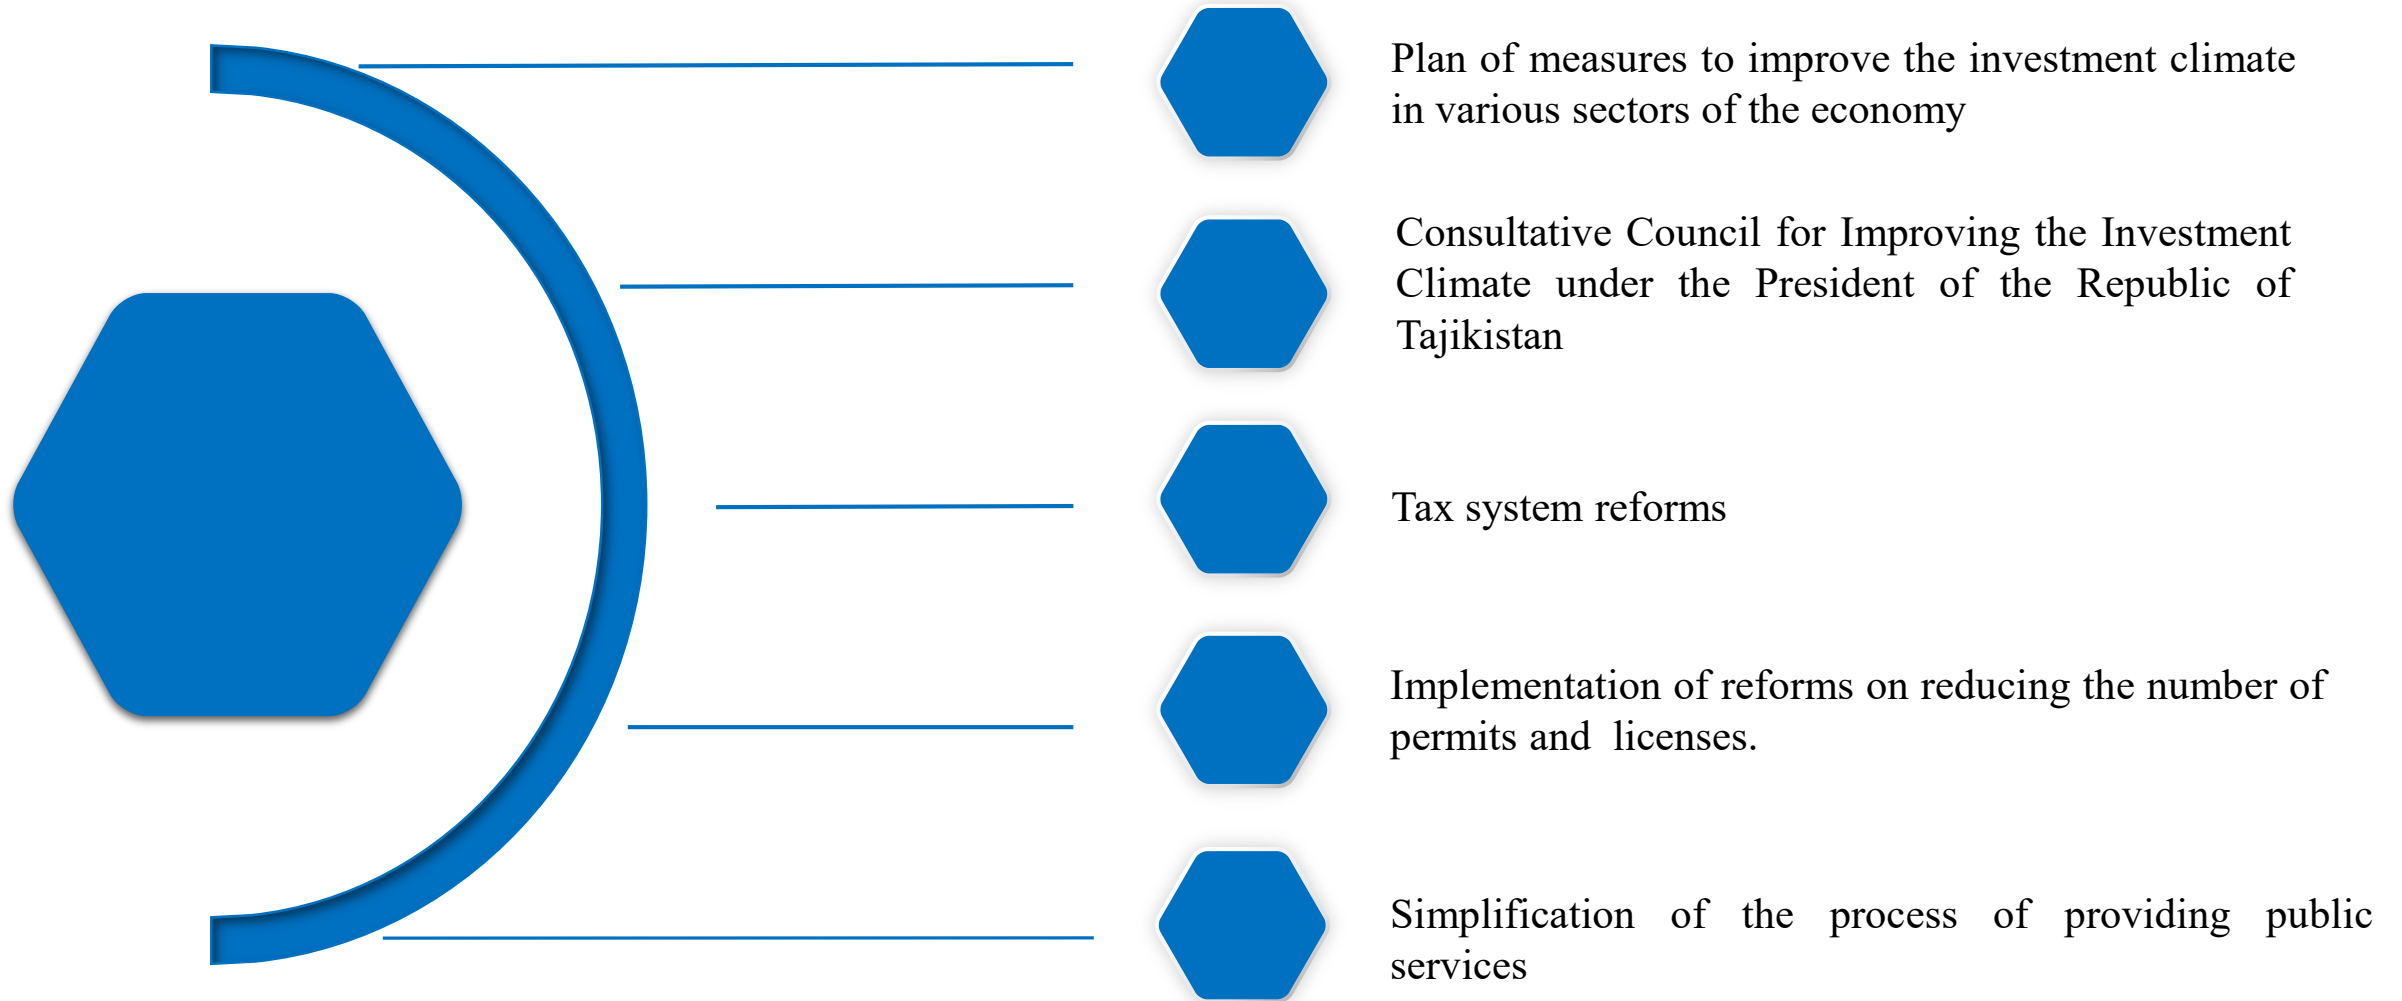 Plan of measures to improve the investment climate
in various sectors of the economy
Consultative Council for Improving the Investment
Climate under the President of the Republic of
Tajikistan
Tax system reforms
Implementation of reforms on reducing the number of
permits and  licenses.
Simplification of the process of providing public
services